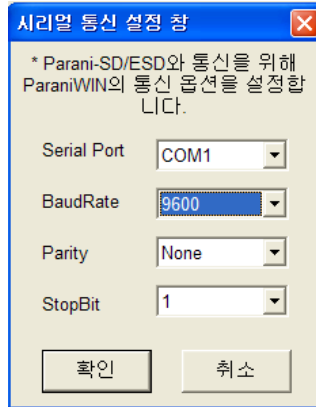 시리얼 통신 설정 창
* Parani-SD/ESD와 통신을 위해
ParaniWIN의 통신 옵션을 설정합
니다.
Serial Port COM1
BaudRate 9600
Parity None
StopBit 1
확인 취소